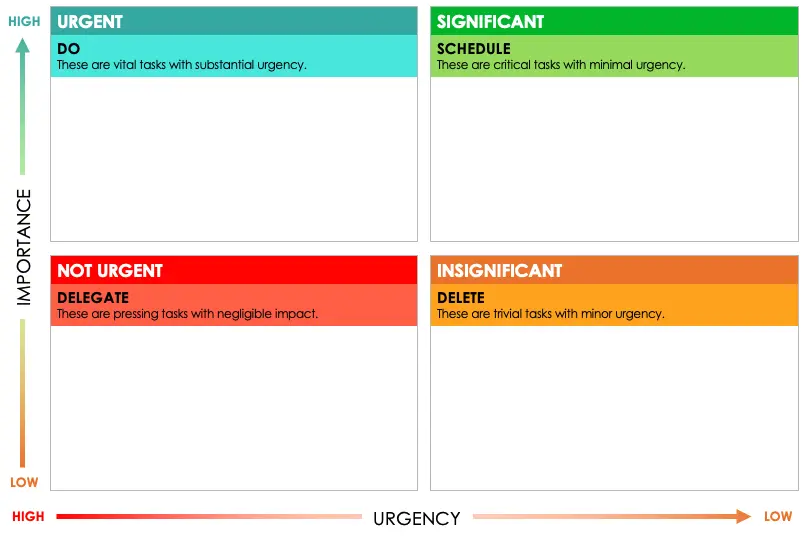 HIGH
URGENT
DO
These are vital tasks with substantial urgency.
SIGNIFICANT
SCHEDULE
These are critical tasks with minimal urgency.
IMPORTANCE
NOT URGENT
DELEGATE
These are pressing tasks with negligible impact.
INSIGNIFICANT
DELETE
These are trivial tasks with minor urgency.
LOW
HIGH
URGENCY
LOW